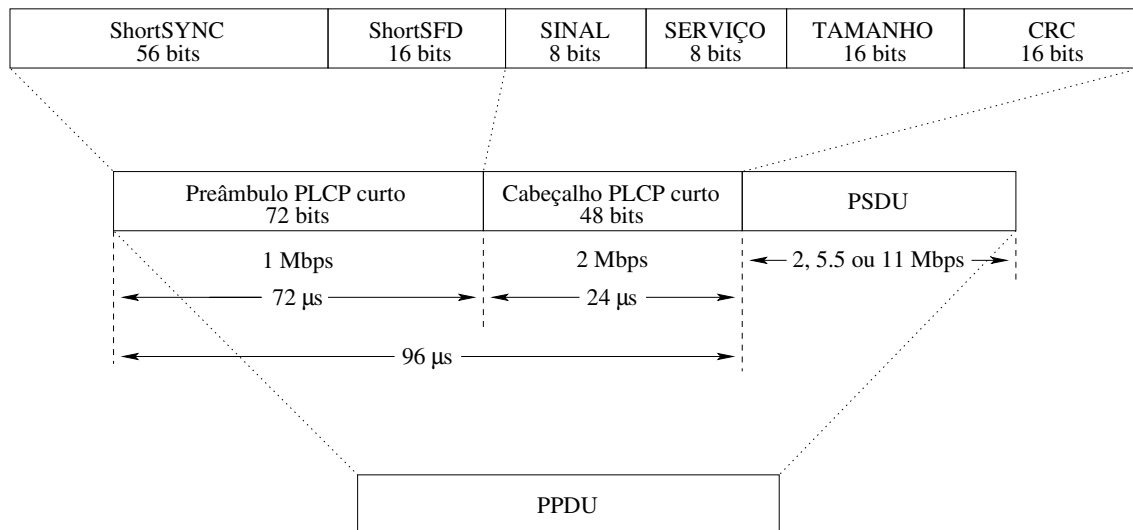 ShortSYNC
56 bits
ShortSFD
16 bits
SINAL
8 bits
SERVIÇO
8 bits
TAMANHO
16 bits
CRC
16 bits
Preâmbulo PLCP curto
72 bits
Cabeçalho PLCP curto
48 bits
PSDU
1 Mbps
2 Mbps
2, 5.5 ou 11 Mbps
72 µs
24 µs
96 µs
PPDU